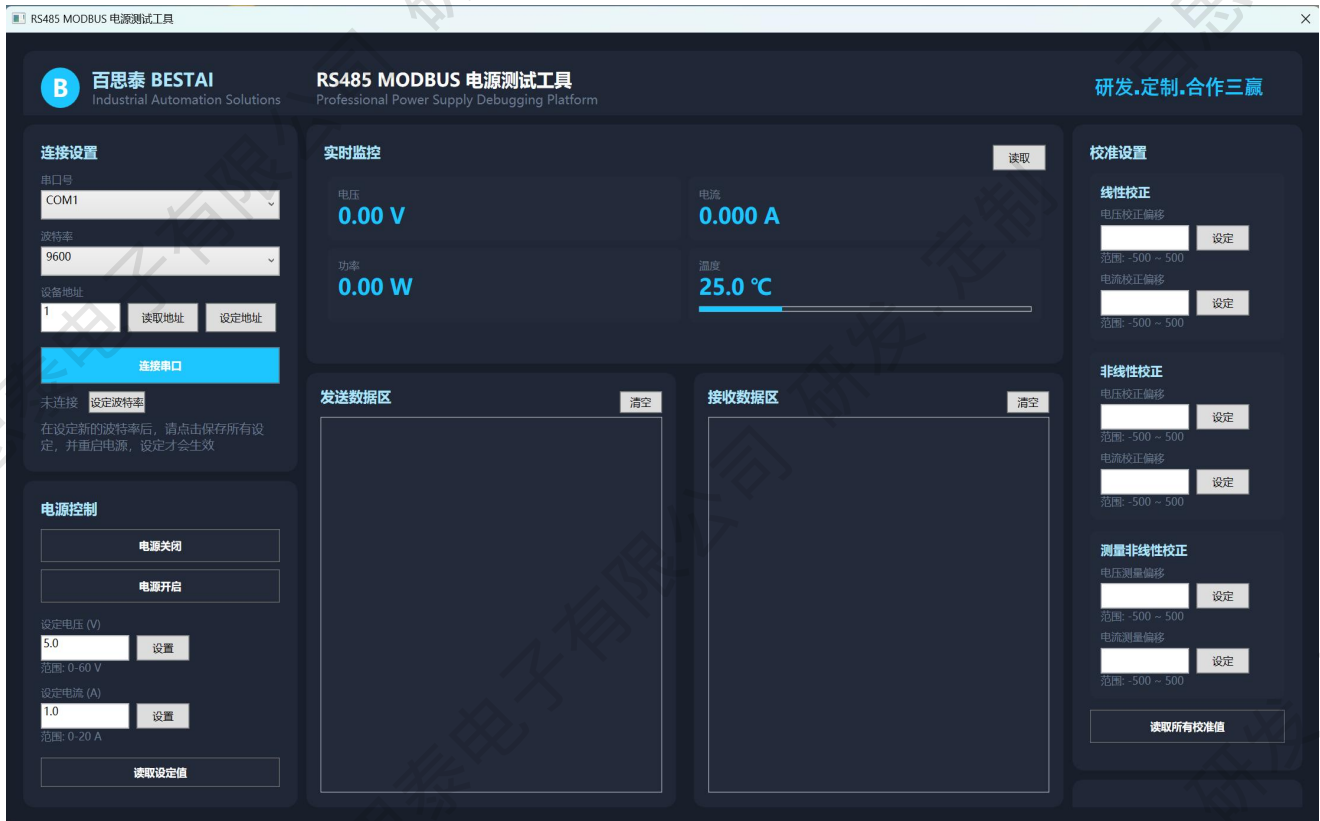 RS485 MODBUS 电源测试工具
B
百思泰 BESTAI
Industrial Automation Solutions
RS485 MODBUS 电源测试工具
Professional Power Supply Debugging Platform
研发.定制.合作三赢
连接设置
串口号
COM1
波特率
9600
设备地址
1
读取地址
设定地址
连接串口
未连接
设定波特率
在设定新的波特率后，请点击保存所有设
定，并重启电源，设定才会生效
电源控制
电源关闭
电源开启
设定电压 (V)
5.0
设置
范围: 0-60 V
设定电流 (A)
1.0
设置
范围: 0-20 A
读取设定值
实时监控
读取
电压
0.00 V
电流
0.000 A
功率
0.00 W
温度
25.0 ℃
发送数据区
清空
接收数据区
清空
校准设置
线性校正
电压校正偏移
设定
范围: -500 ~ 500
电流校正偏移
设定
范围: -500 ~ 500
非线性校正
电压校正偏移
设定
范围: -500 ~ 500
电流校正偏移
设定
范围: -500 ~ 500
测量非线性校正
电压测量偏移
设定
范围: -500 ~ 500
电流测量偏移
设定
范围: -500 ~ 500
读取所有校准值